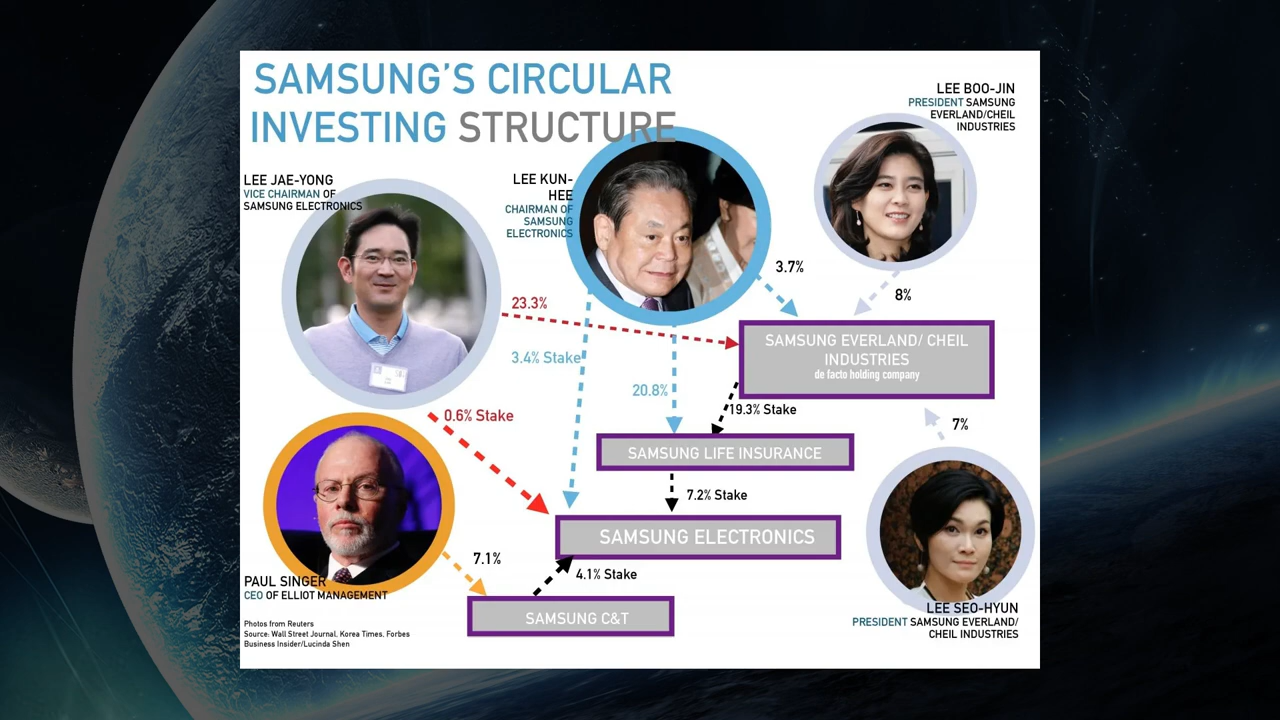 SAMSUNG'S CIRCULAR
INVESTING STRUCTURE
LEE BOO-JIN
PRESIDENT SAMSUNG
EVERLAND/CHEIL
INDUSTRIES
LEE JAE-YONG
VICE CHAIRMAN OF
SAMSUNG ELECTRONICS
LEE KUN-
HEE
CHAIRMAN OF
SAMSUNG
ELECTRONICS
3.7%
8%
23.3%
3.4% Stake
SAMSUNG EVERLAND/ CHEIL
INDUSTRIES
de facto holding company
20.8%
19.3% Stake
0.6% Stake
7%
SAMSUNG LIFE INSURANCE
7.2% Stake
SAMSUNG ELECTRONICS
7.1%
4.1% Stake
PAUL SINGER
CEO OF ELLIOT MANAGEMENT
SAMSUNG C&T
LEE SEO-HYUN
PRESIDENT SAMSUNG EVERLAND/
CHEIL INDUSTRIES
Photos from Reuters
Source: Wall Street Journal, Korea Times, Forbes
Business Insider/Lucinda Shen